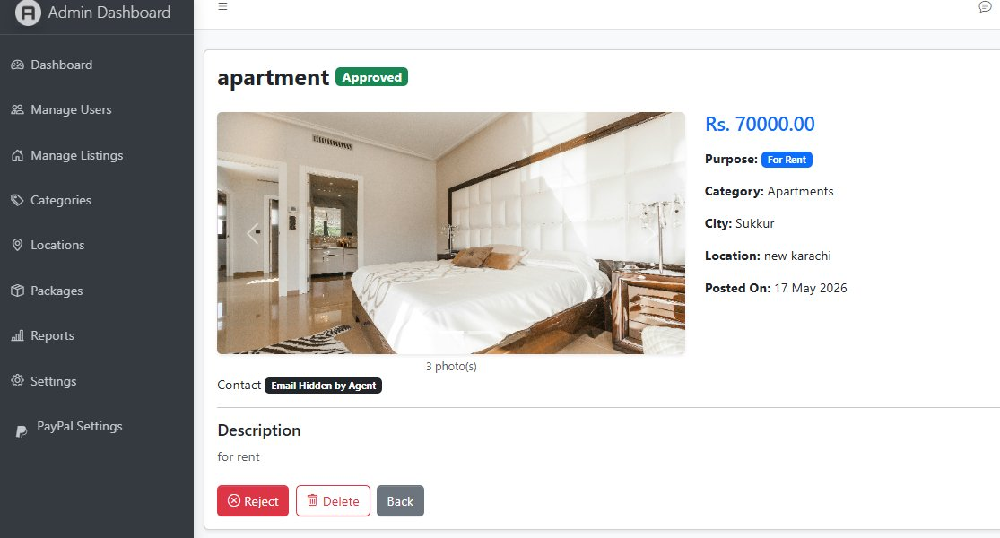 Admin Dashboard
Dashboard
Manage Users
Manage Listings
Categories
Locations
Packages
Reports
Settings
PayPal Settings
apartment Approved
Rs. 70000.00
Purpose: For Rent
Category: Apartments
City: Sukkur
Location: new karachi
Posted On: 17 May 2026
3 photo(s)
Contact Email Hidden by Agent
Description
for rent
Reject Delete Back